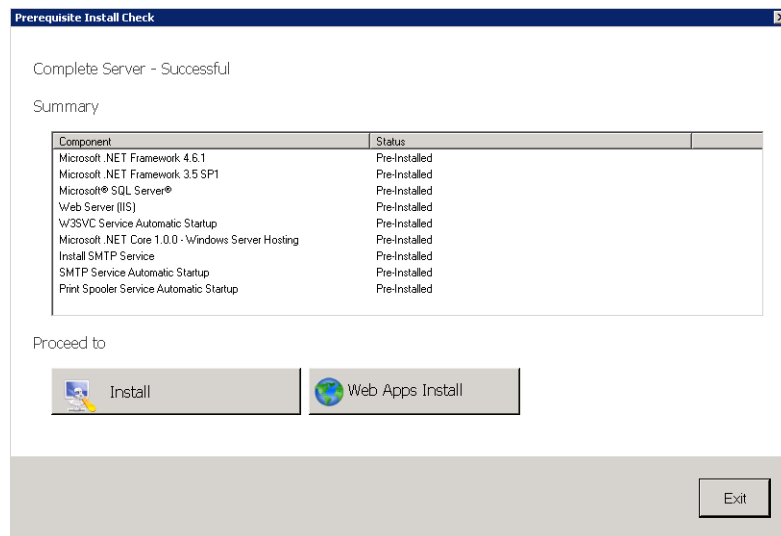 Prerequisite Install Check
Complete Server - Successful
Summary
Component Status
Microsoft .NET Framework 4.6.1 Pre-Installed
Microsoft .NET Framework 3.5 SP1 Pre-Installed
Microsoft® SQL Server® Pre-Installed
Web Server (IIS) Pre-Installed
W3SVC Service Automatic Startup Pre-Installed
Microsoft .NET Core 1.0.0 - Windows Server Hosting Pre-Installed
Install SMTP Service Pre-Installed
SMTP Service Automatic Startup Pre-Installed
Print Spooler Service Automatic Startup Pre-Installed
Proceed to
Install Web Apps Install
Exit